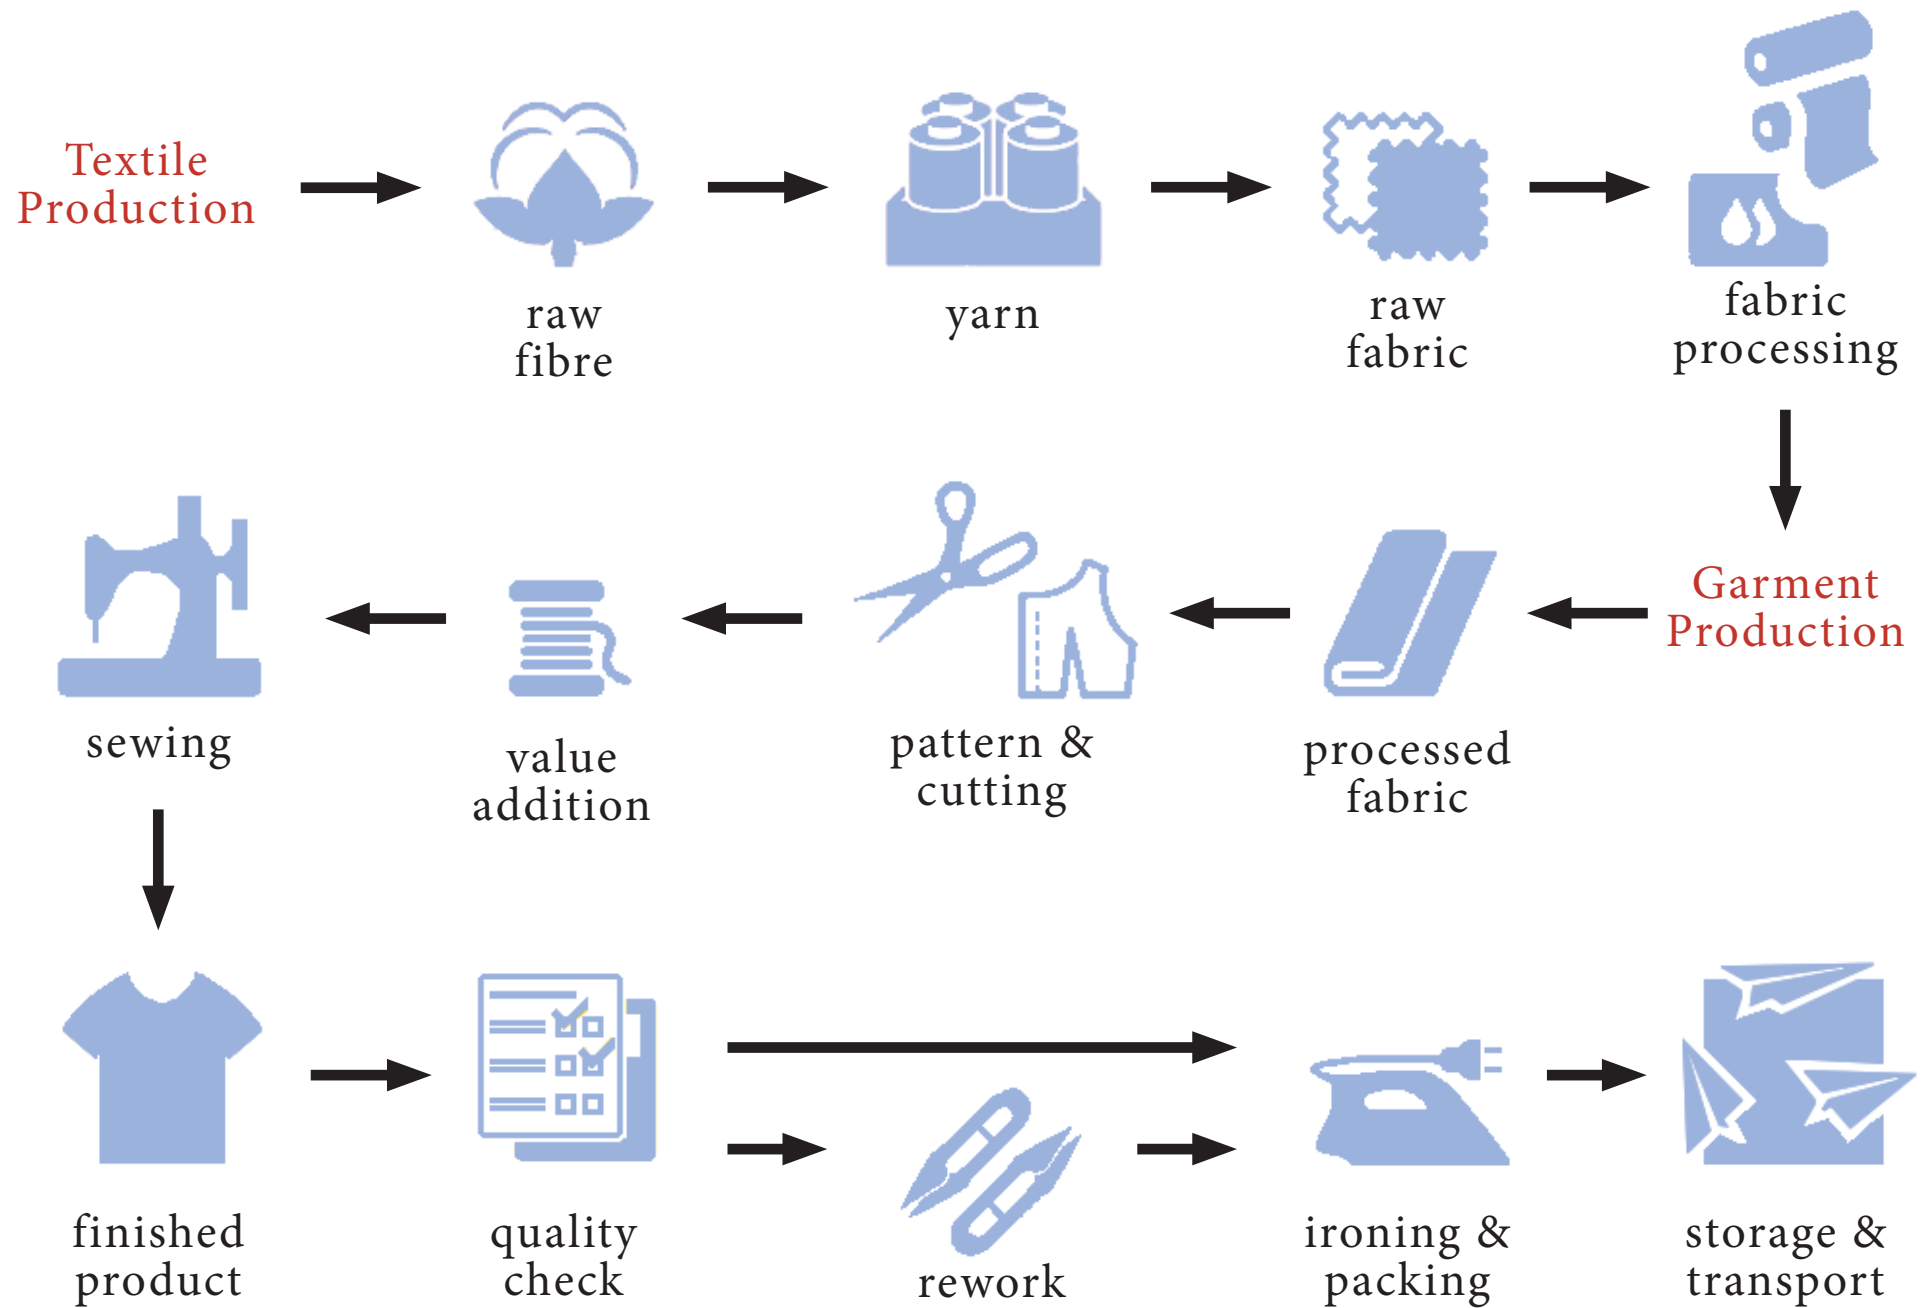 Textile
Production
raw
fibre
yarn
raw
fabric
fabric
processing
Garment
Production
processed
fabric
pattern &
cutting
value
addition
sewing
finished
product
quality
check
rework
ironing &
packing
storage &
transport